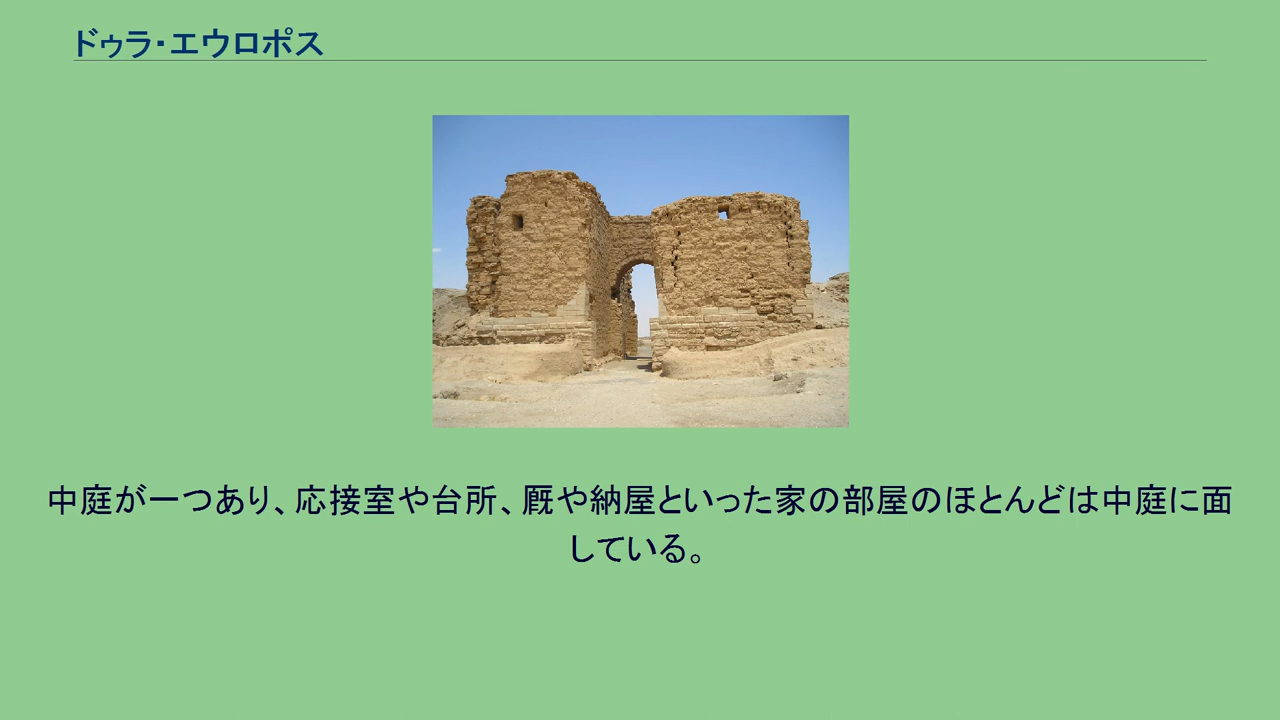 ドゥラ・エウロポス
中庭が一つあり、応接室や台所、厩や納屋といった家の部屋のほとんどは中庭に面
している。